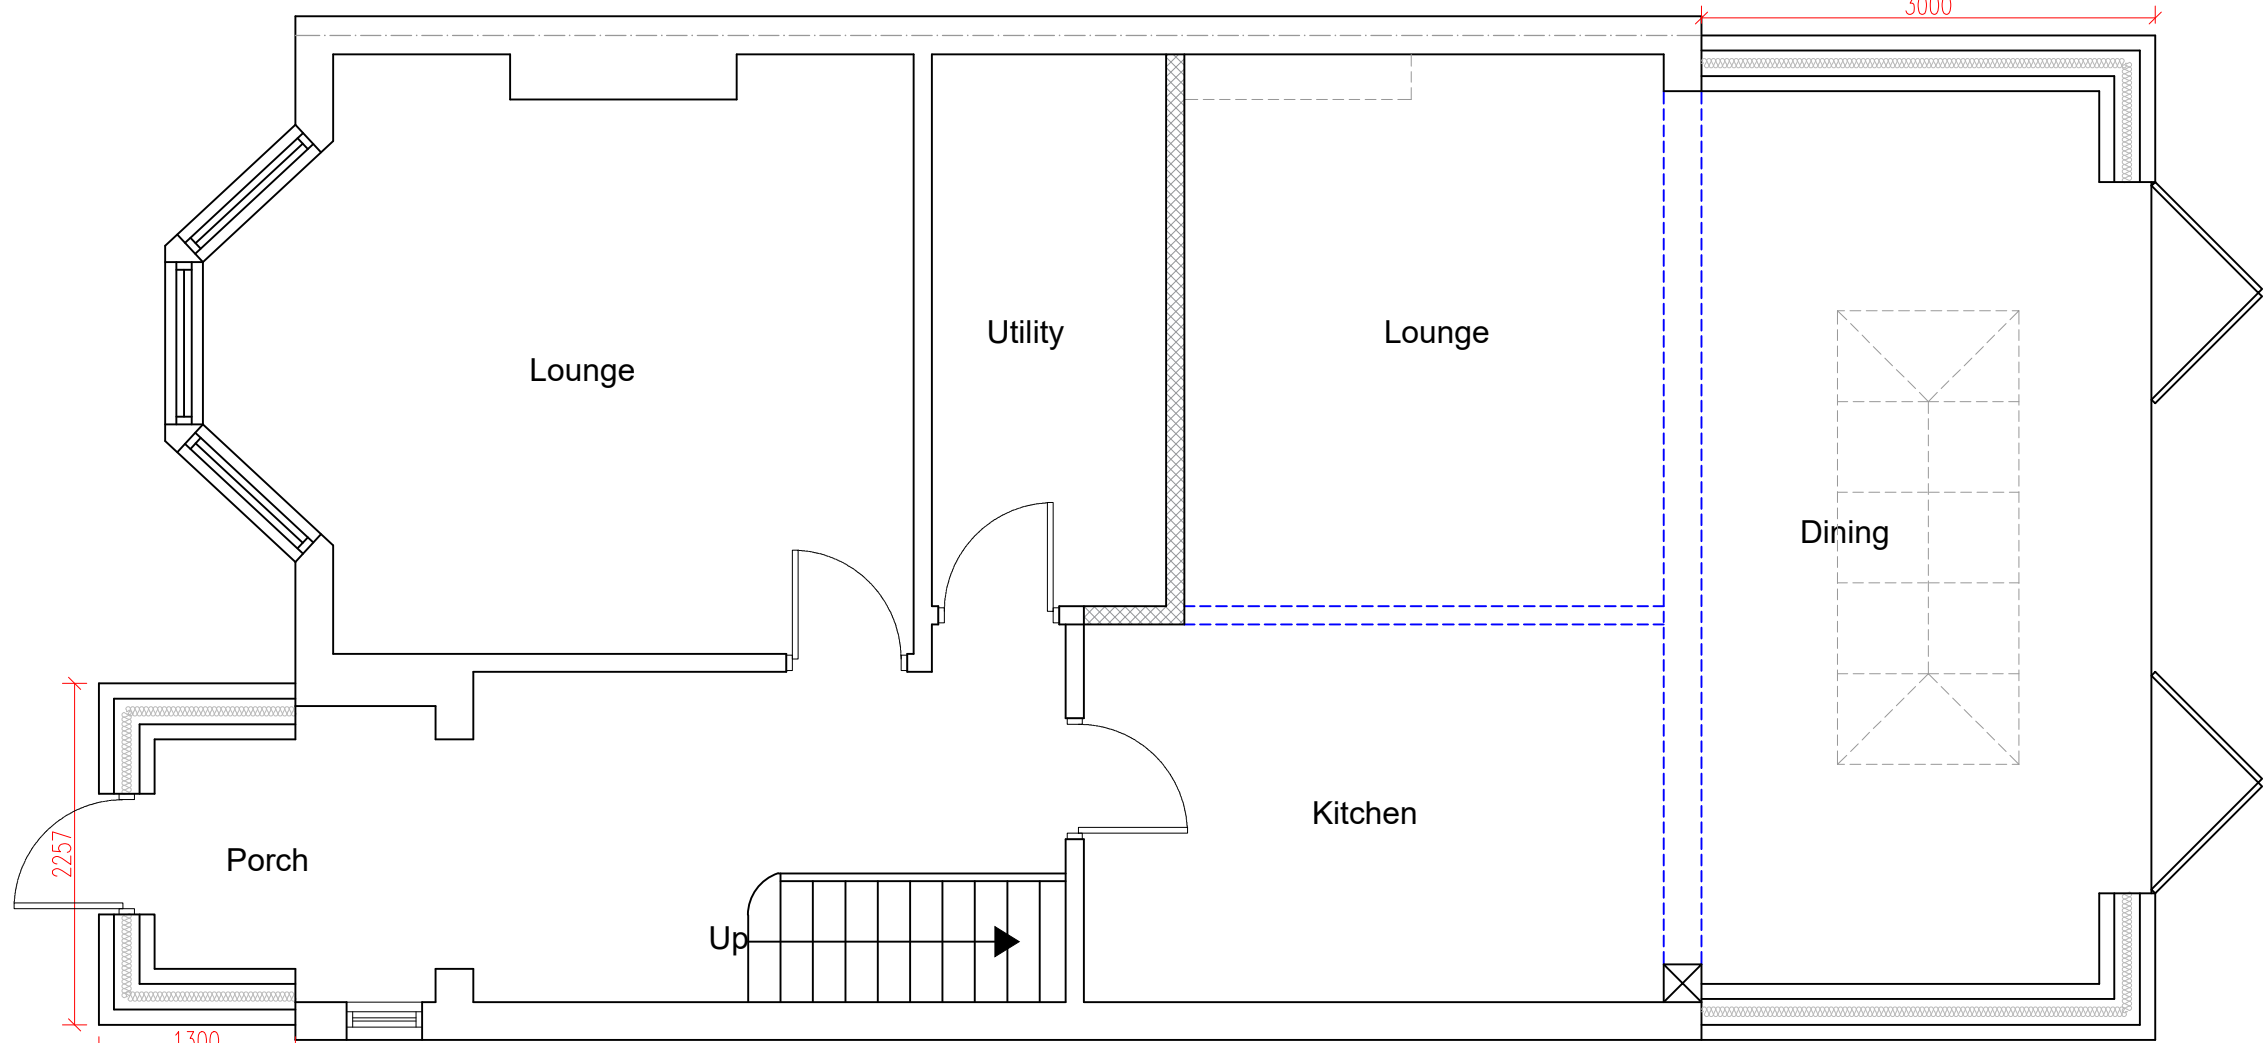 3000
Utility
Lounge
Lounge
Dining
Kitchen
2257
Porch
Up
1300